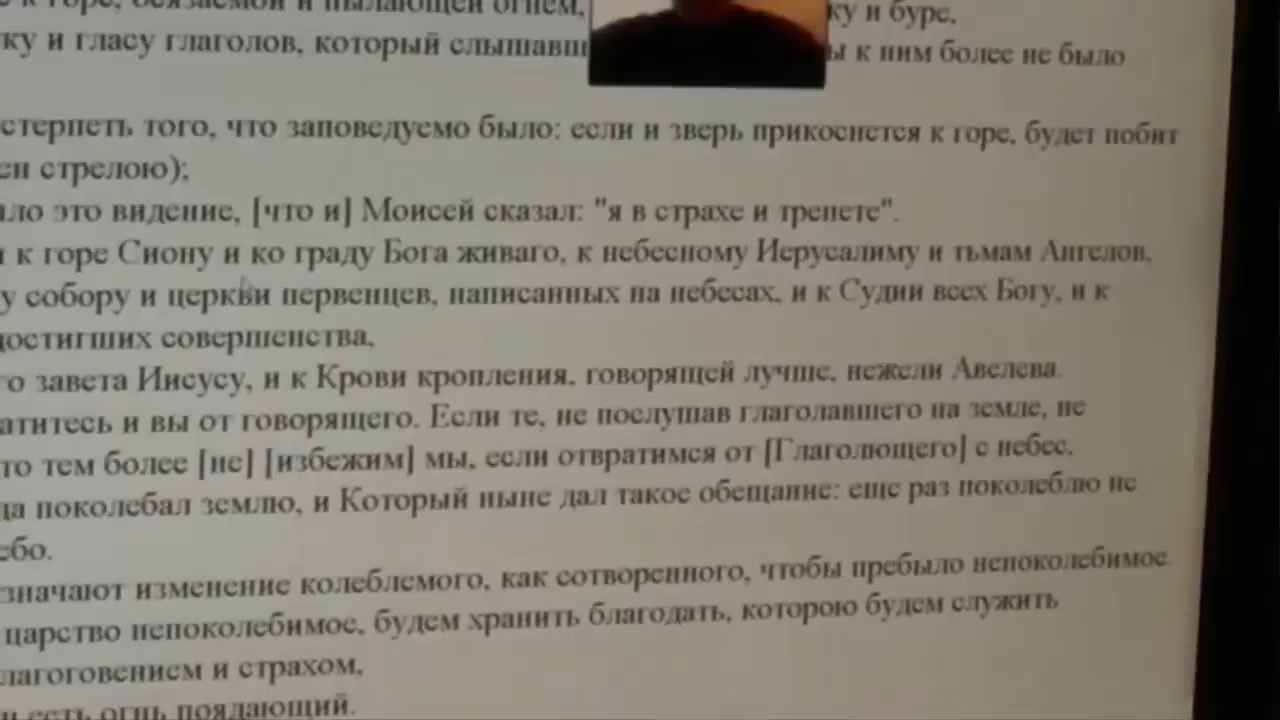 к горе, осязаемой и пылающей огнем, ку и буре,
ку и гласу глаголов, который слышавш ы к ним более не было
стерпеть того, что заповедуемо было: если и зверь прикоснется к горе, будет побит
ен стрелою);
ло это видение, [что и] Моисей сказал: "я в страхе и трепете".
и к горе Сиону и ко граду Бога живаго, к небесному Иерусалиму и тьмам Ангелов,
у собору и церкви первенцев, написанных на небесах, и к Судии всех Богу, и к
достигших совершенства,
го завета Иисусу, и к Крови кропления, говорящей лучше, нежели Авелева.
атитесь и вы от говорящего. Если те, не послушав глаголавшего на земле, не
то тем более [не] [избежим] мы, если отвратимся от [Глаголющего] с небес,
да поколебал землю, и Который ныне дал такое обещание: еще раз поколеблю не
ебо.
значают изменение колеблемого, как сотворенного, чтобы пребыло непоколебимое.
царство непоколебимое, будем хранить благодать, которою будем служить
лагоговением и страхом,
есть огнь поядающий.